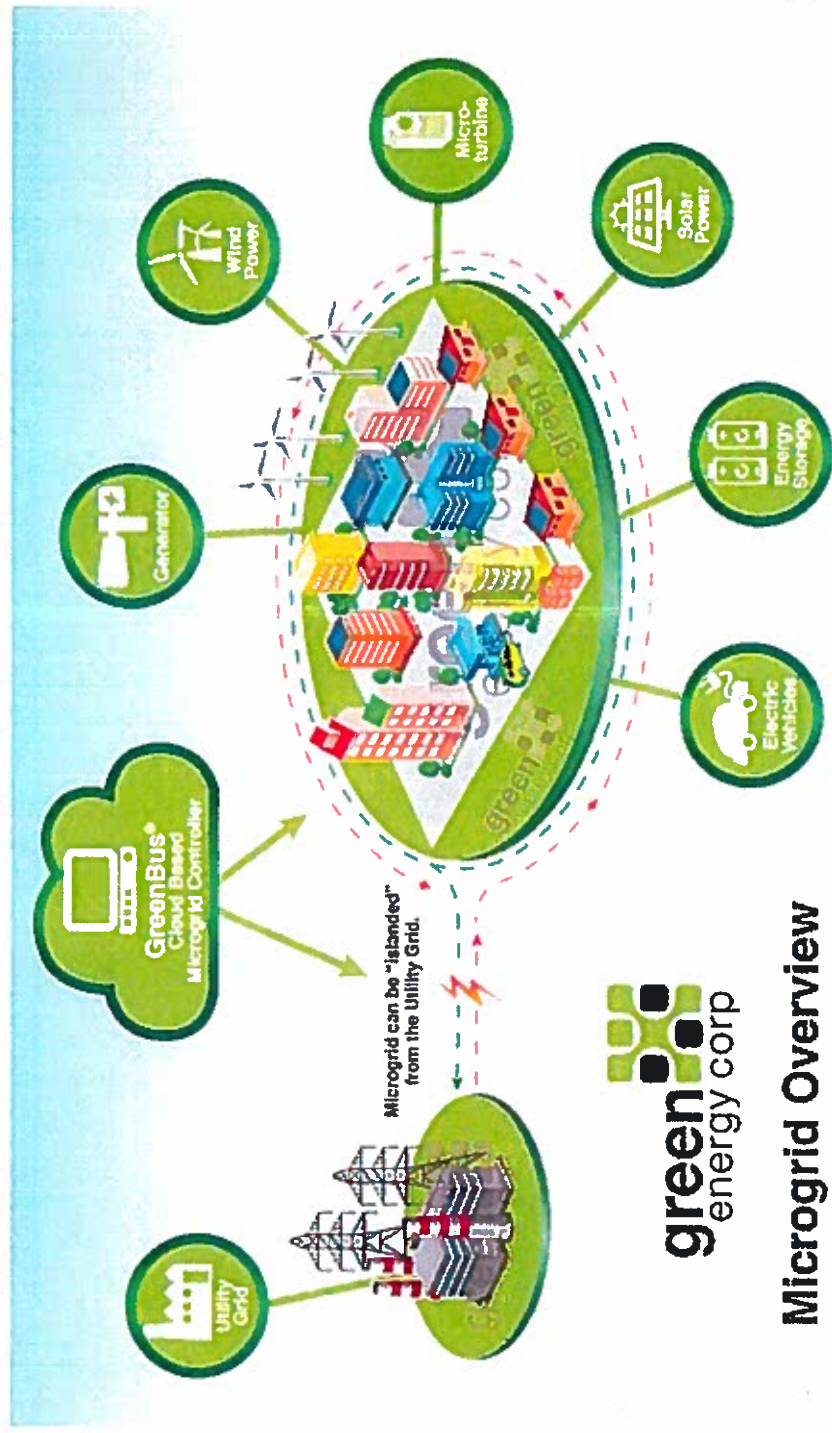 Utility
Grid
GreenBus®
Cloud Based
Microgrid Controller
Generator
Wind
Power
Micro-
turbine
Microgrid can be "islanded"
from the Utility Grid.
green
green
Solar
Power
Energy
Storage
Electric
Vehicles
green
energy corp
Microgrid Overview